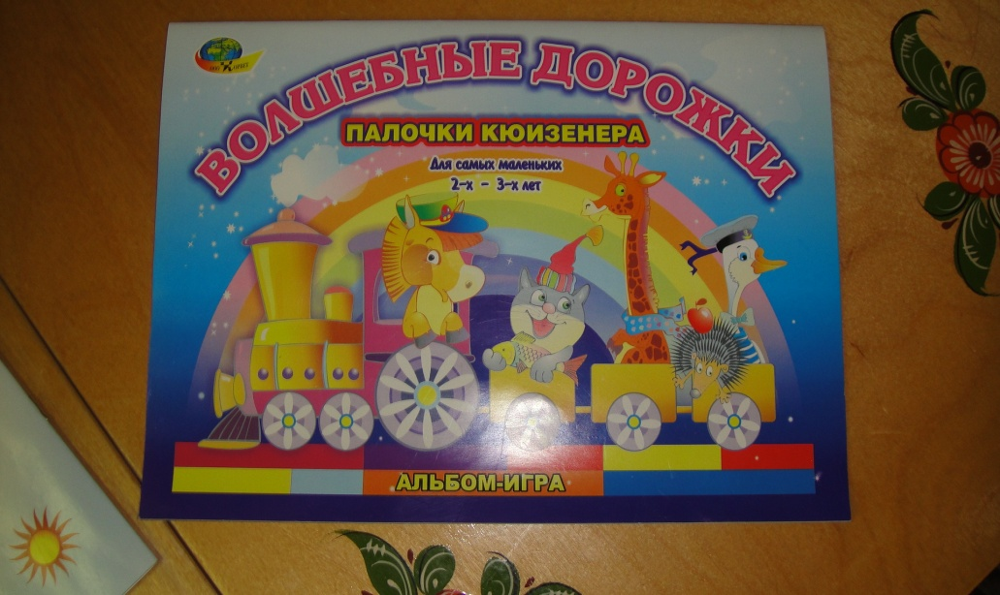 ВОЛШЕБНЫЕ ДОРОЖКИ
ПАЛОЧКИ КЮИЗЕНЕРА
Для самых маленьких
2-х - 3-х лет
АЛЬБОМ-ИГРА